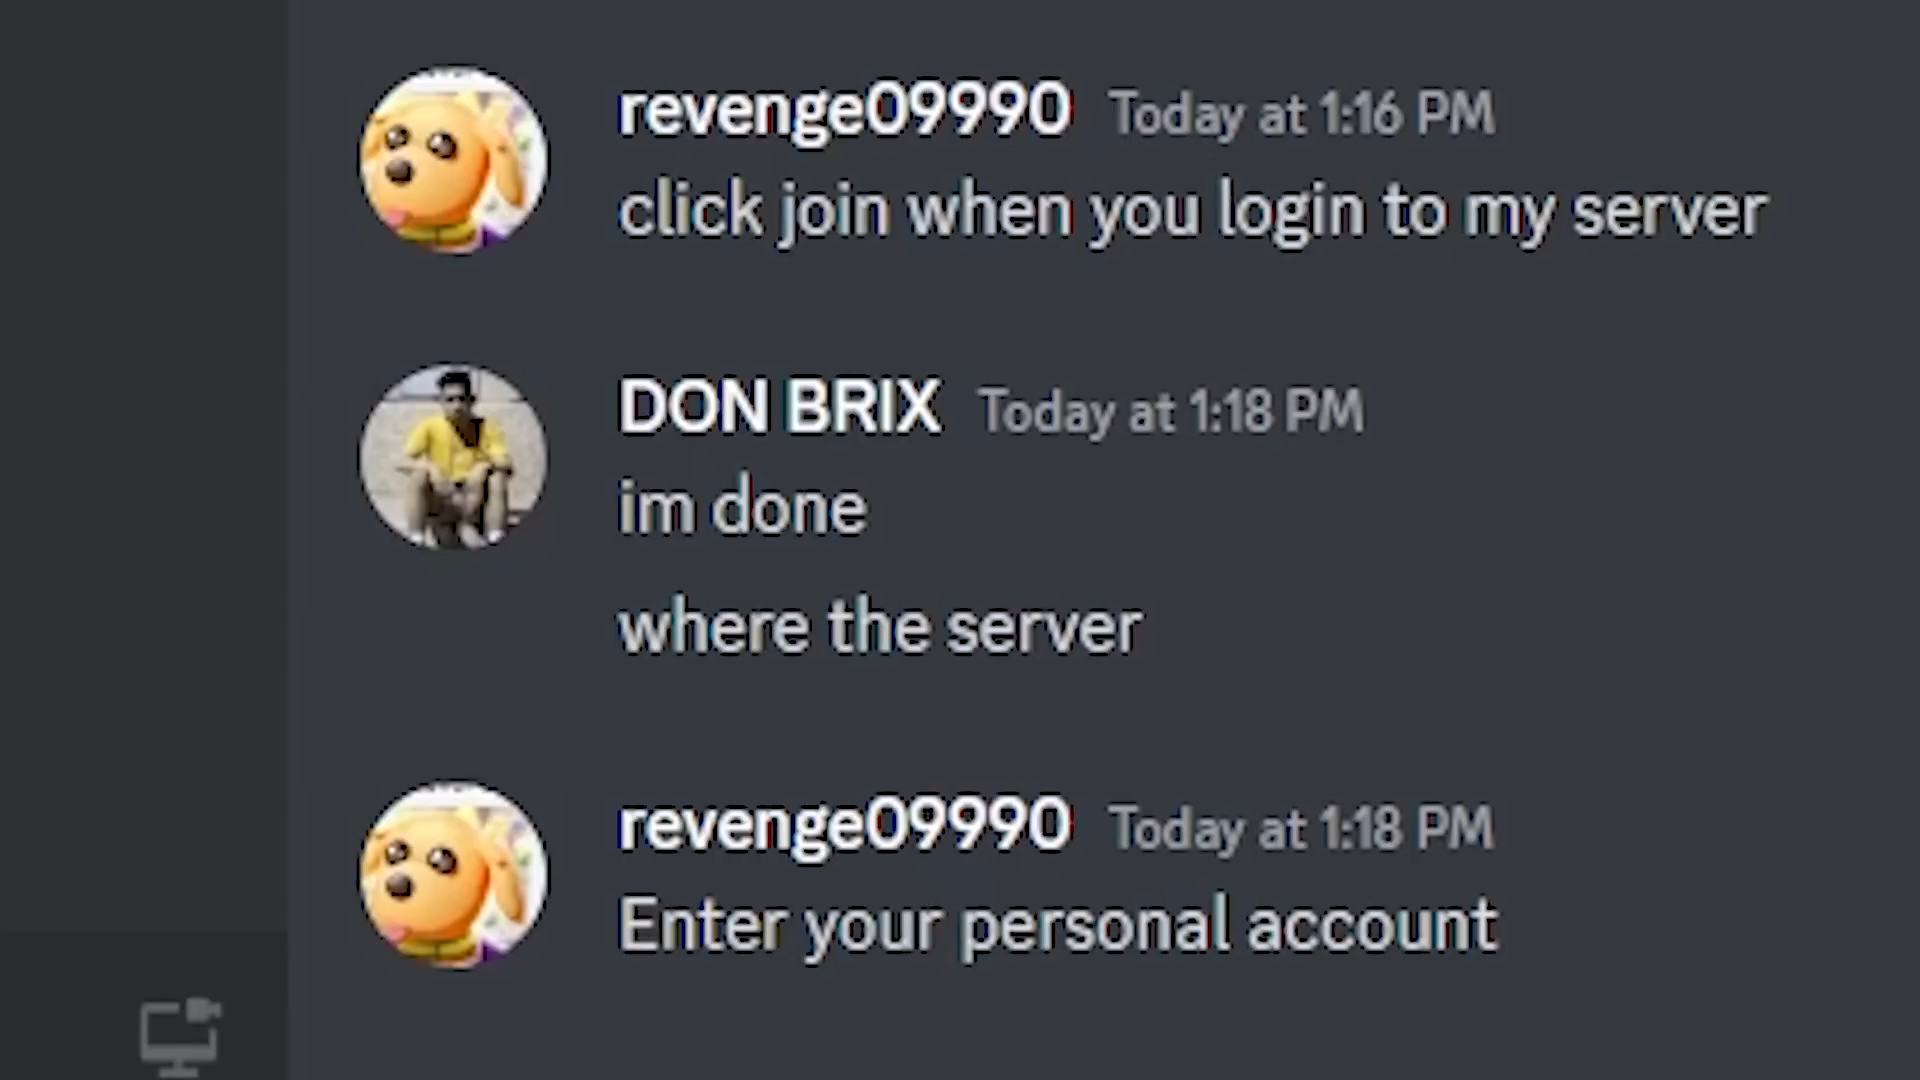 revenge09990 Today at 1:16 PM
click join when you login to my server
DON BRIX Today at 1:18 PM
im done
where the server
revenge09990 Today at 1:18 PM
Enter your personal account